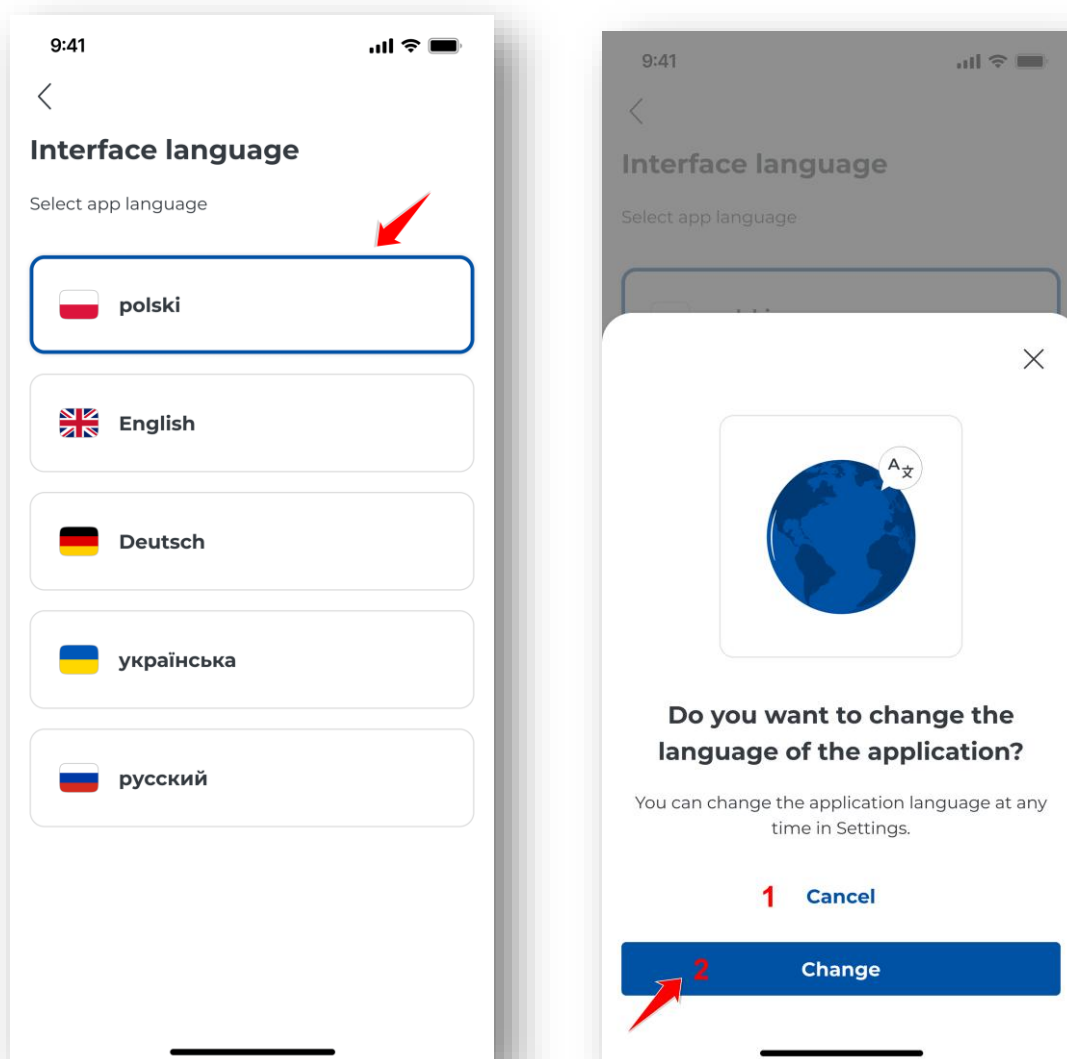 9:41
Interface language
Select app language
polski
English
Deutsch
українська
русский
9:41
Interface language
Select app language
A
文
Do you want to change the
language of the application?
You can change the application language at any
time in Settings.
1 Cancel
2 Change